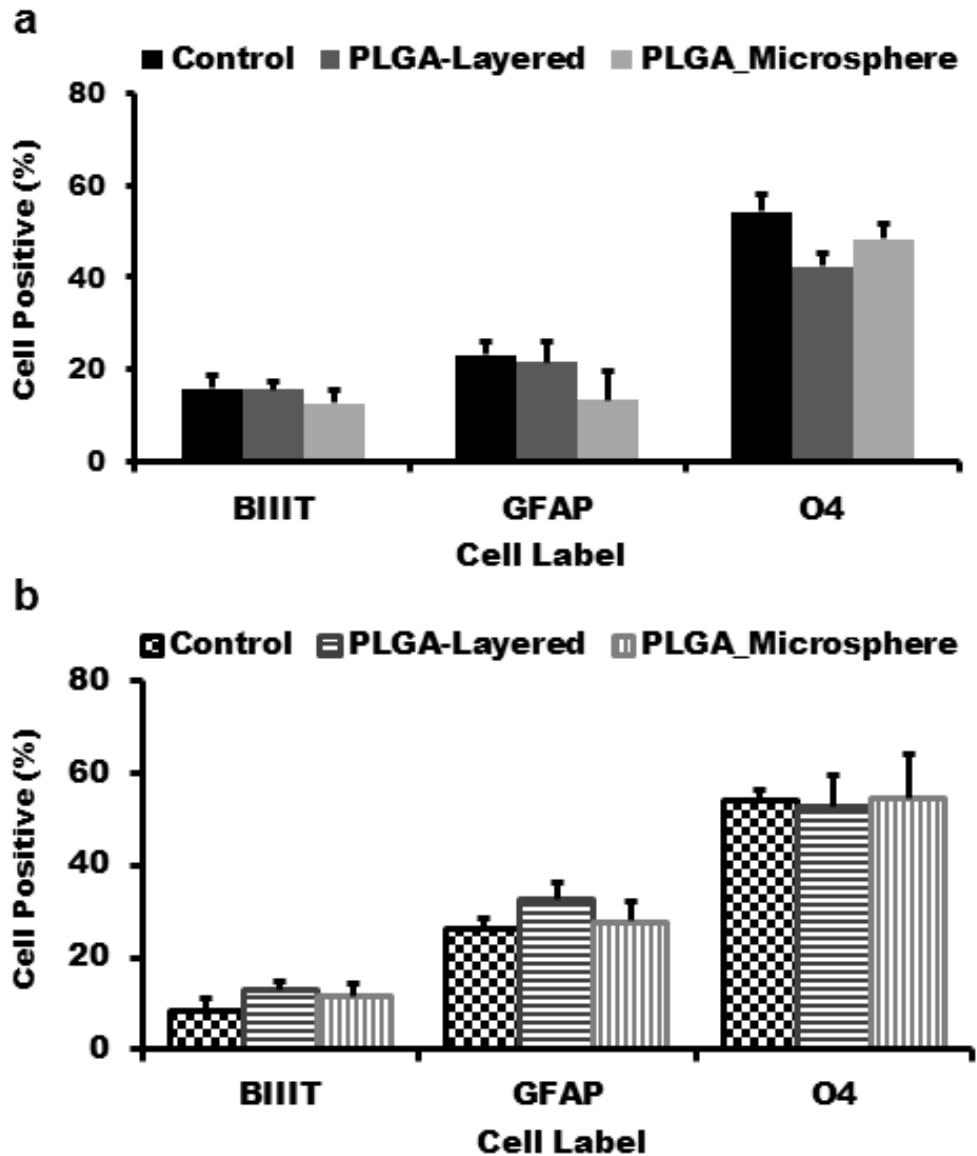 a
Control PLGA-Layered PLGA_Microsphere
80
60
40
20
0
Cell Positive (%)
BIIIT GFAP O4
Cell Label
b
Control PLGA-Layered PLGA_Microsphere
80
60
40
20
0
Cell Positive (%)
BIIIT GFAP O4
Cell Label